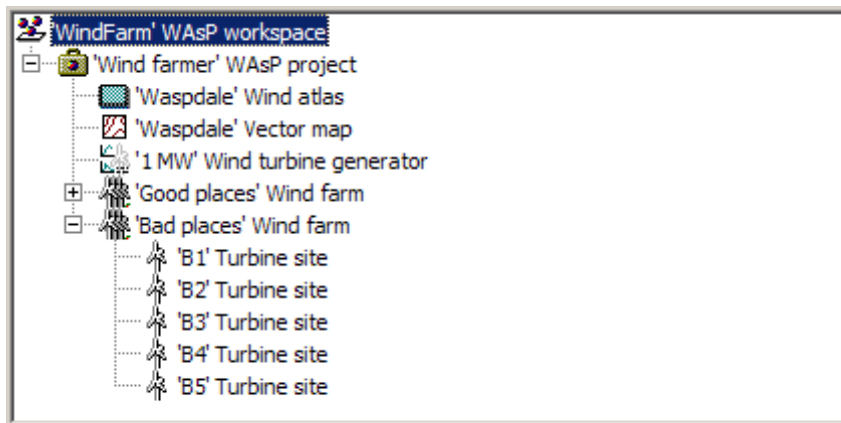 'WindFarm' WAsP workspace
'Wind farmer' WAsP project
'Waspdale' Wind atlas
'Waspdale' Vector map
'1 MW' Wind turbine generator
'Good places' Wind farm
'Bad places' Wind farm
'B1' Turbine site
'B2' Turbine site
'B3' Turbine site
'B4' Turbine site
'B5' Turbine site